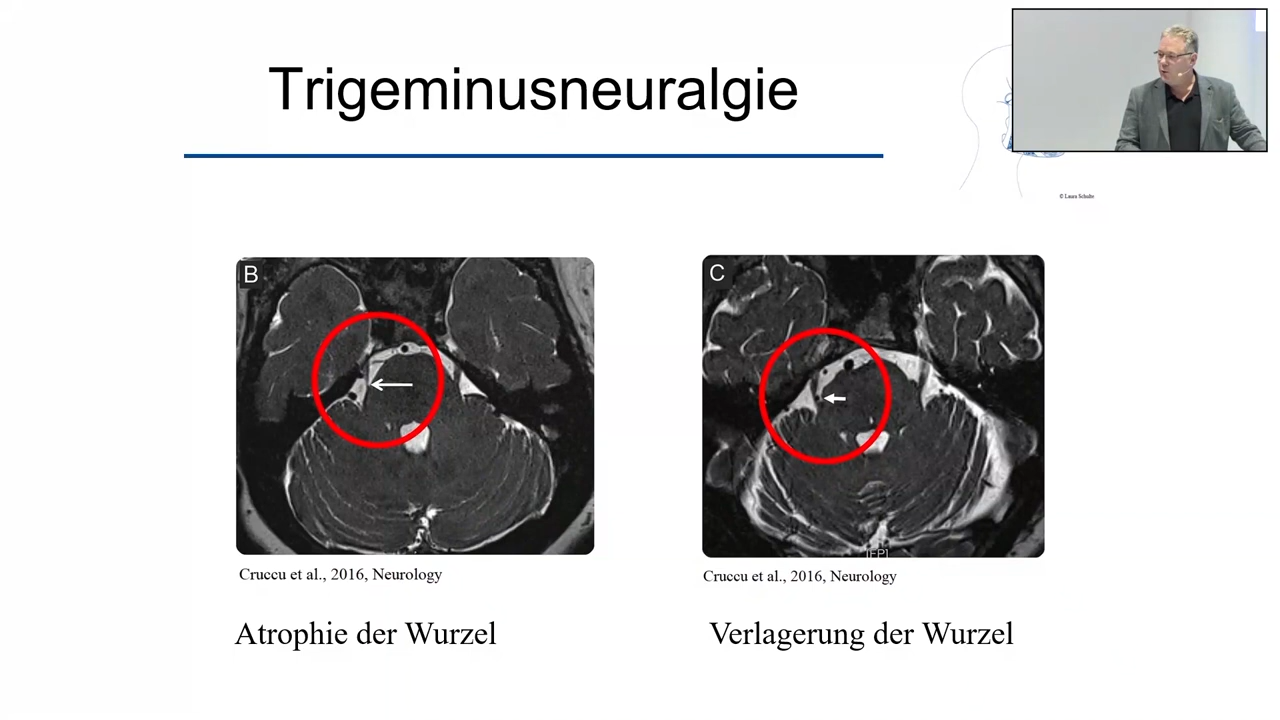 Trigeminusneuralgie
© Laura Schulte
B
C
[FP]
Cruccu et al., 2016, Neurology
Cruccu et al., 2016, Neurology
Atrophie der Wurzel
Verlagerung der Wurzel